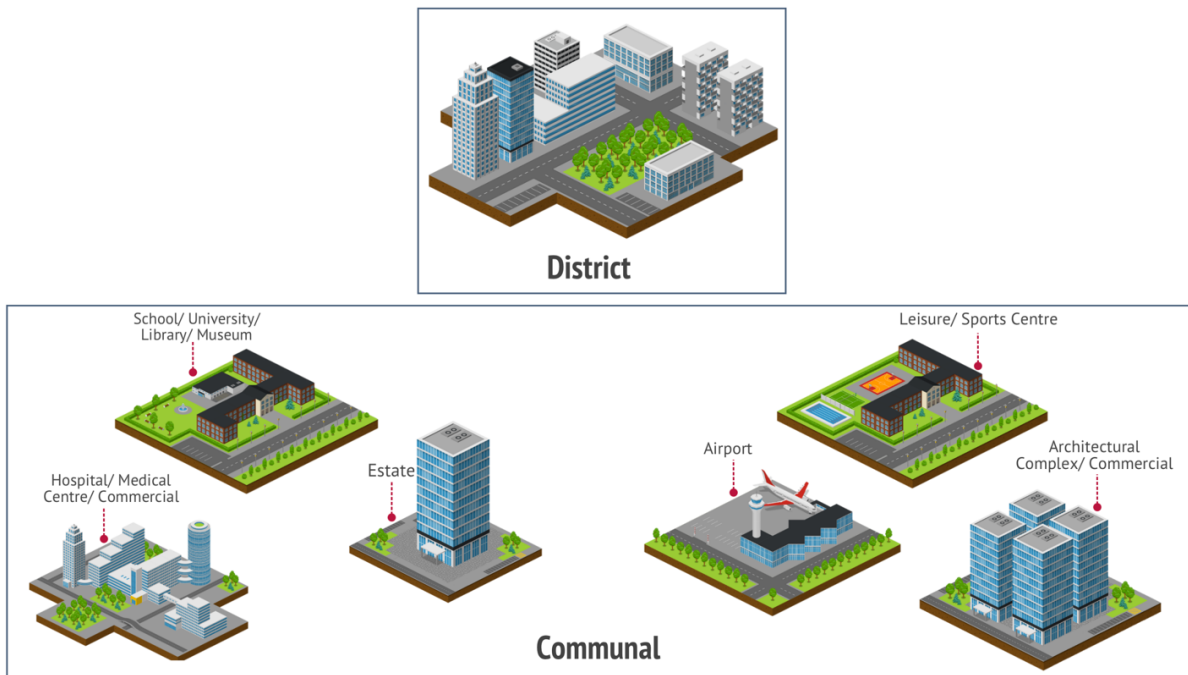 District
School/ University/
Library/ Museum
Leisure/ Sports Centre
Hospital/ Medical
Centre/ Commercial
Estate
Airport
Architectural
Complex/ Commercial
Communal